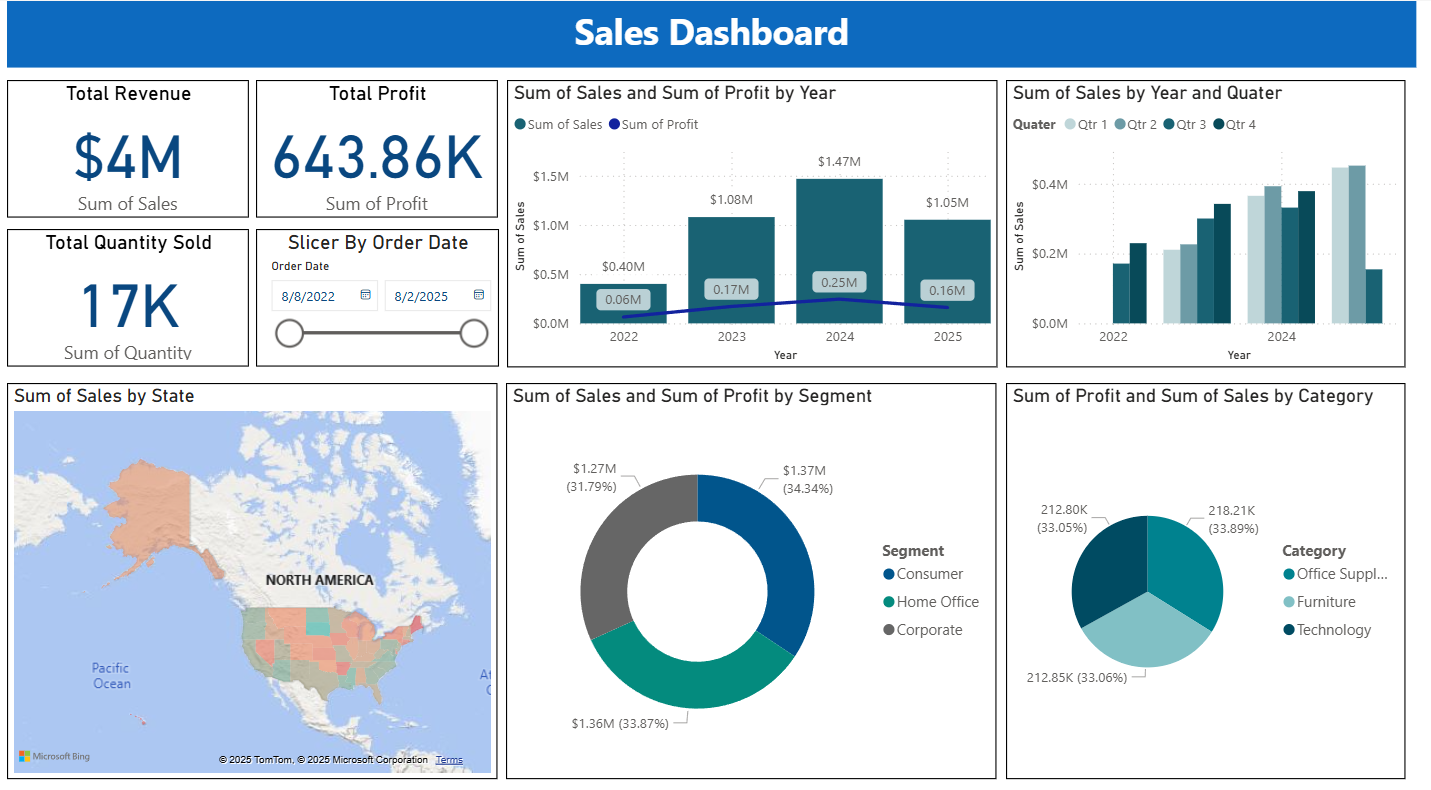 Sales Dashboard
Total Revenue
$4M
Sum of Sales
Total Profit
643.86K
Sum of Profit
Total Quantity Sold
17K
Sum of Quantity
Slicer By Order Date
Order Date
8/8/2022
8/2/2025
Sum of Sales and Sum of Profit by Year
Sum of Sales
Sum of Profit
Sum of Sales
$1.5M
$1.0M
$0.5M
$0.0M
$0.40M
$1.08M
$1.47M
$1.05M
0.06M
0.17M
0.25M
0.16M
2022
2023
2024
2025
Year
Sum of Sales by Year and Quater
Quater
Qtr 1
Qtr 2
Qtr 3
Qtr 4
Sum of Sales
$0.4M
$0.2M
$0.0M
2022
2024
Year
Sum of Sales by State
NORTH AMERICA
Pacific
Ocean
At
Microsoft Bing
© 2025 TomTom, © 2025 Microsoft Corporation Terms
Sum of Sales and Sum of Profit by Segment
$1.27M
(31.79%)
$1.37M
(34.34%)
$1.36M (33.87%)
Segment
Consumer
Home Office
Corporate
Sum of Profit and Sum of Sales by Category
212.80K
(33.05%)
218.21K
(33.89%)
212.85K (33.06%)
Category
Office Suppl...
Furniture
Technology